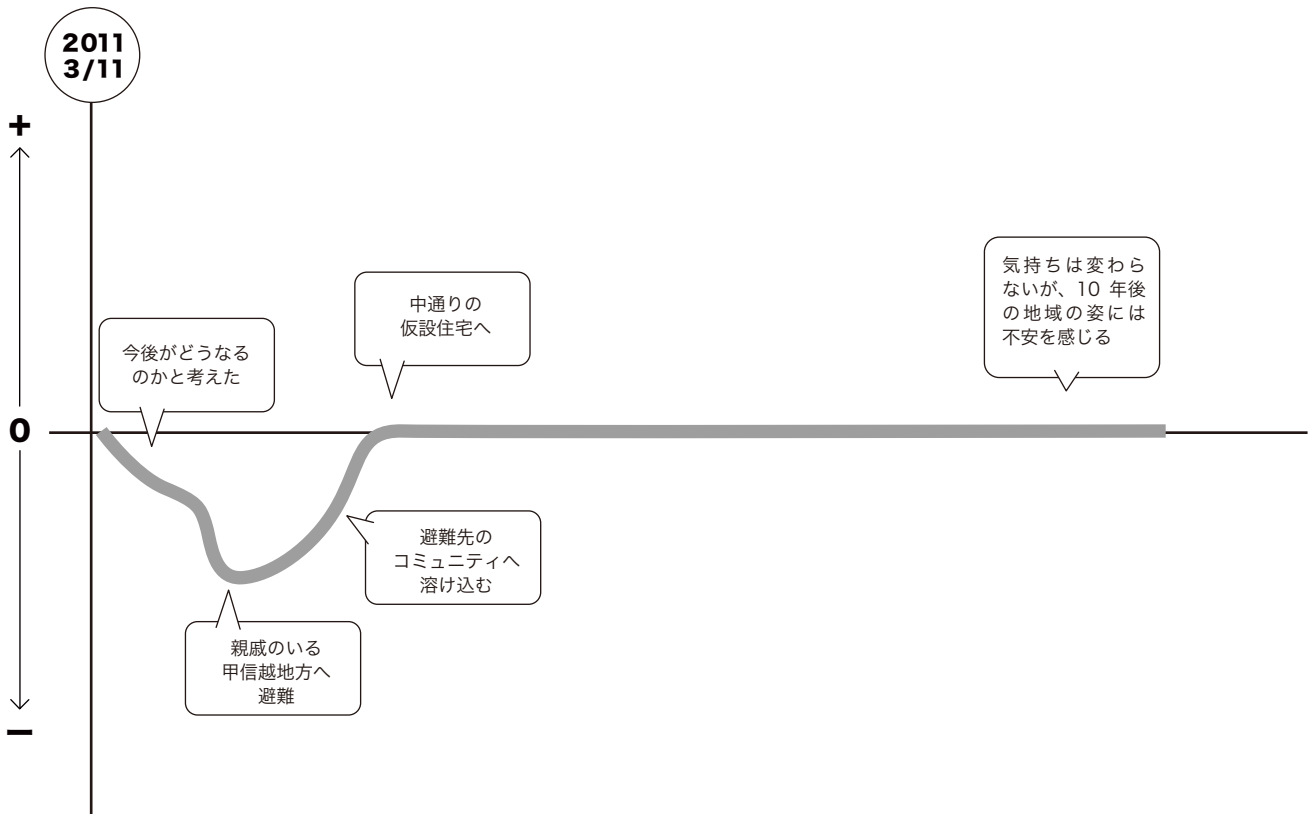 2011
3/11
+
0
−
今後がどうなる
のかと考えた
親戚のいる
甲信越地方へ
避難
避難先の
コミュニティへ
溶け込む
中通りの
仮設住宅へ
気持ちは変わら
ないが、10 年後
の地域の姿には
不安を感じる